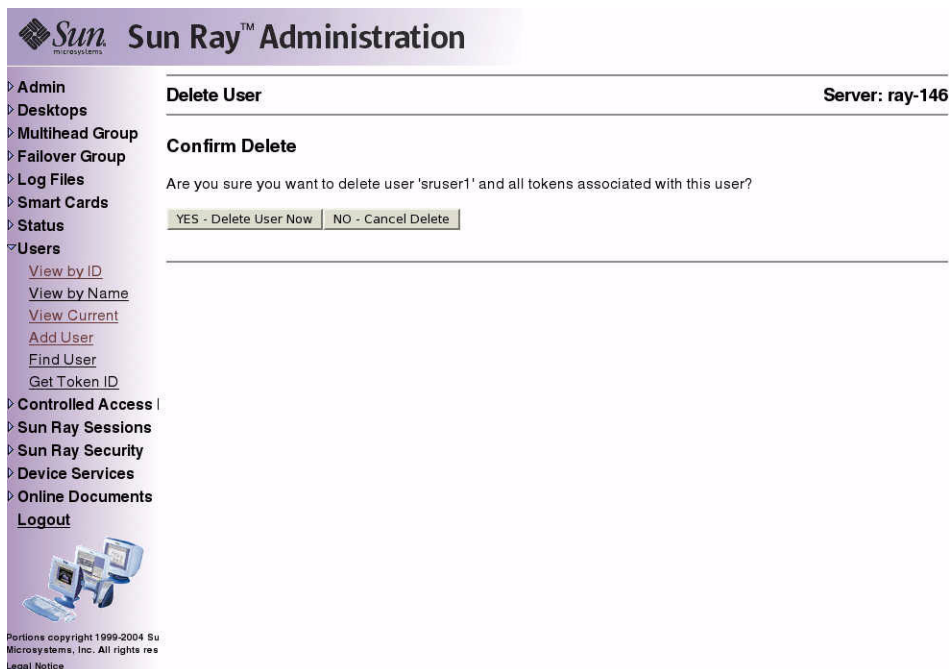 Sun microsystems Sun Ray™ Administration
Admin
Desktops
Multihead Group
Failover Group
Log Files
Smart Cards
Status
Users
View by ID
View by Name
View Current
Add User
Find User
Get Token ID
Controlled Access
Sun Ray Sessions
Sun Ray Security
Device Services
Online Documents
Logout
Portions copyright 1999-2004 Su
Microsystems, Inc. All rights res
Legal Notice
Delete User Server: ray-146
Confirm Delete
Are you sure you want to delete user 'sruser1' and all tokens associated with this user?
YES - Delete User Now NO - Cancel Delete